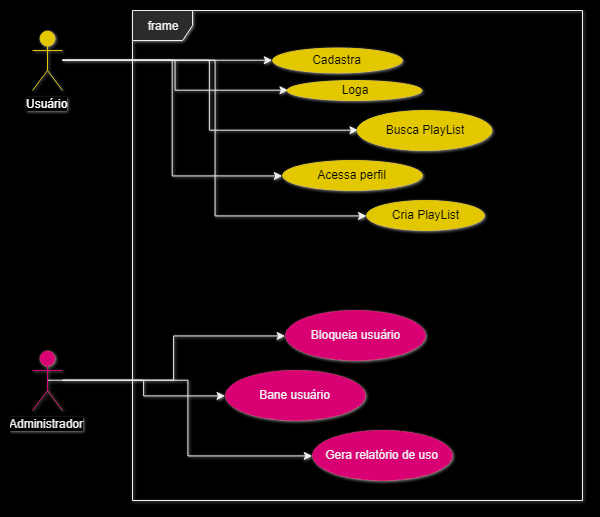 frame
Cadastra
Loga
Usuário
Busca PlayList
Acessa perfil
Cria PlayList
Bloqueia usuário
Bane usuário
Administrador
Gera relatório de uso